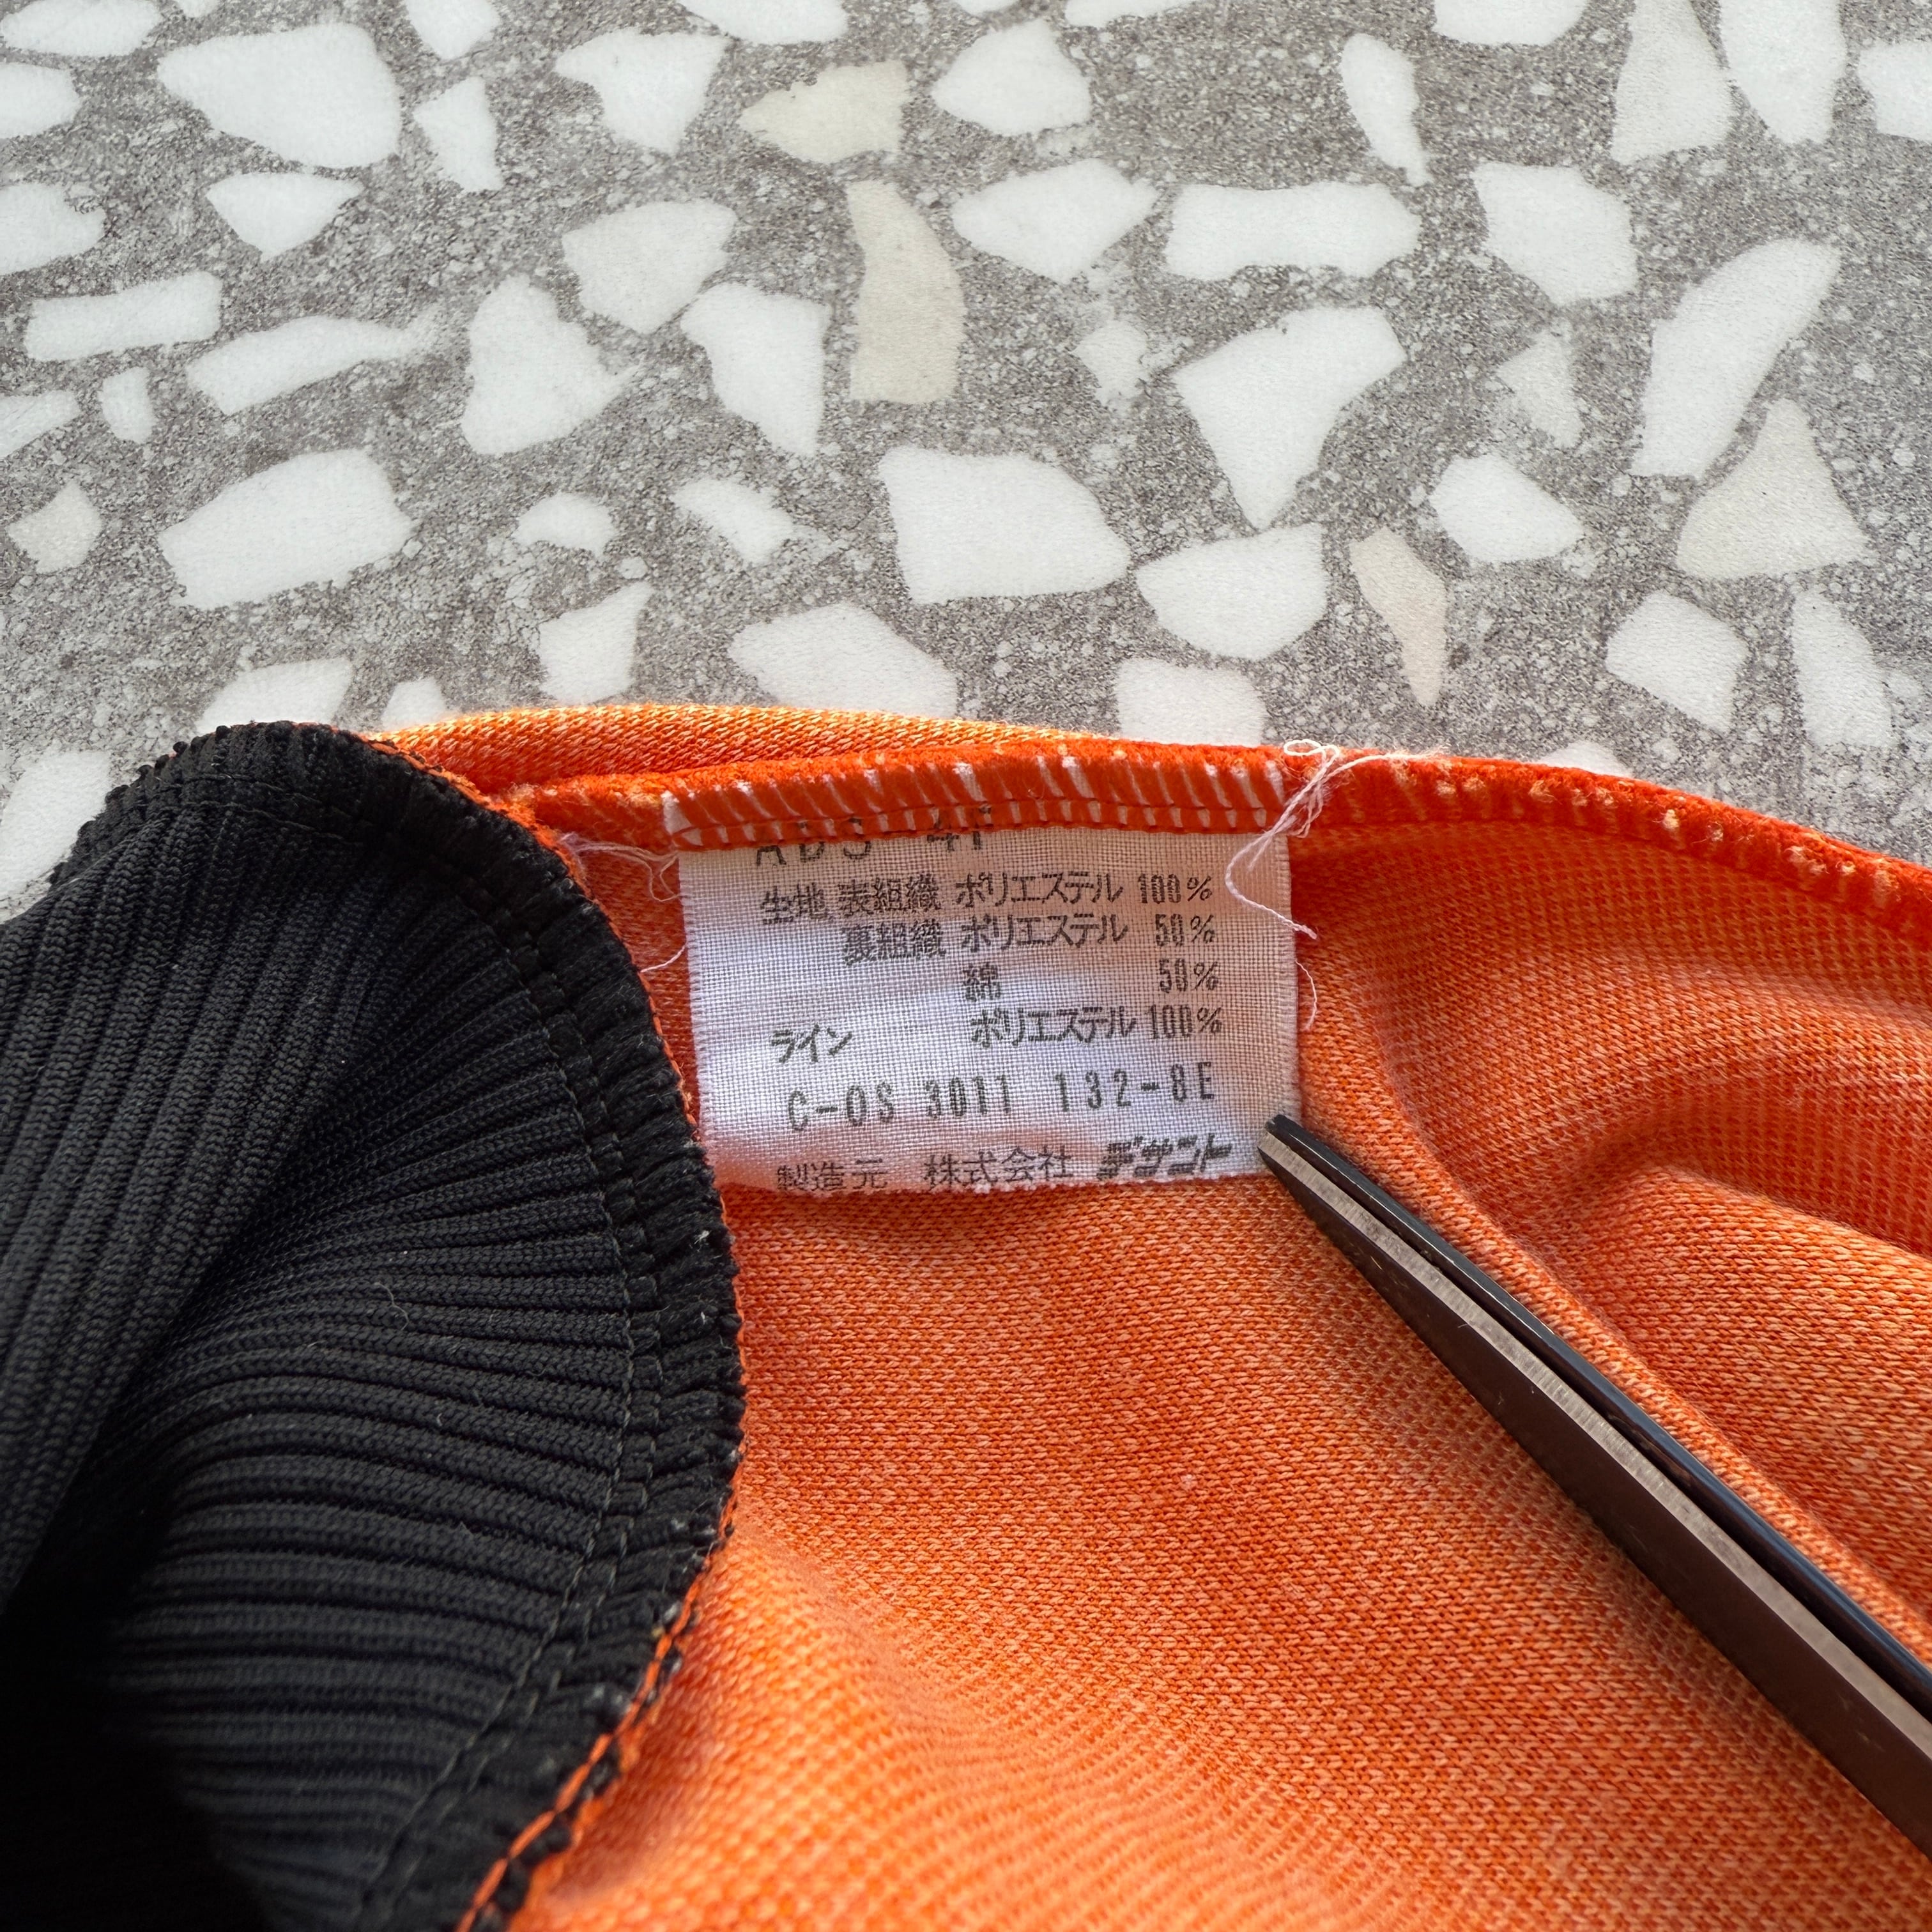 生地 表組織 ポリエステル 100%
裏組織 ポリエステル 50%
綿 50%
ライン ポリエステル 100%
C-OS 3011 132-8E
製造元 株式会社 デサント